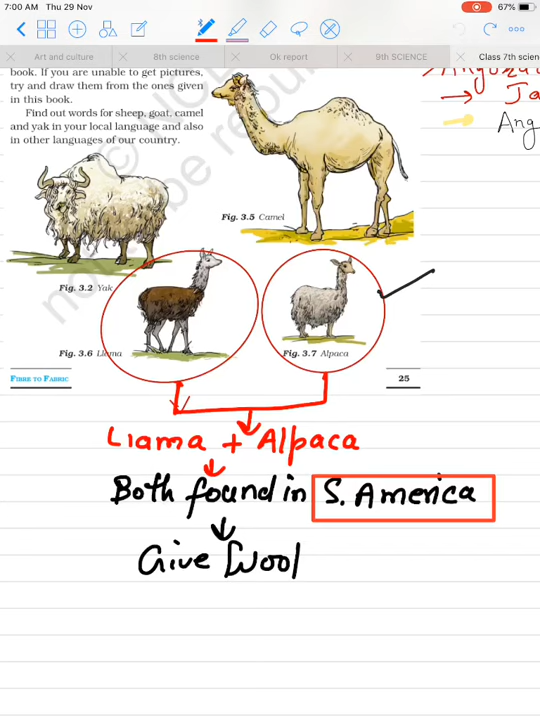 7:00 AM Thu 29 Nov
67%
Art and culture
8th science
Ok report
9th SCIENCE
Class 7th scien
book. If you are unable to get pictures,
try and draw them from the ones given
in this book.
Find out words for sheep, goat, camel
and yak in your local language and also
in other languages of our country.
Ja
Ang
Fig. 3.5 Camel
Fig. 3.2 Yak
Fig. 3.6 Llama
Fig. 3.7 Alpaca
FIBRE TO FABRIC
25
Llama + Alpaca
Both found in S. America
Give Wool